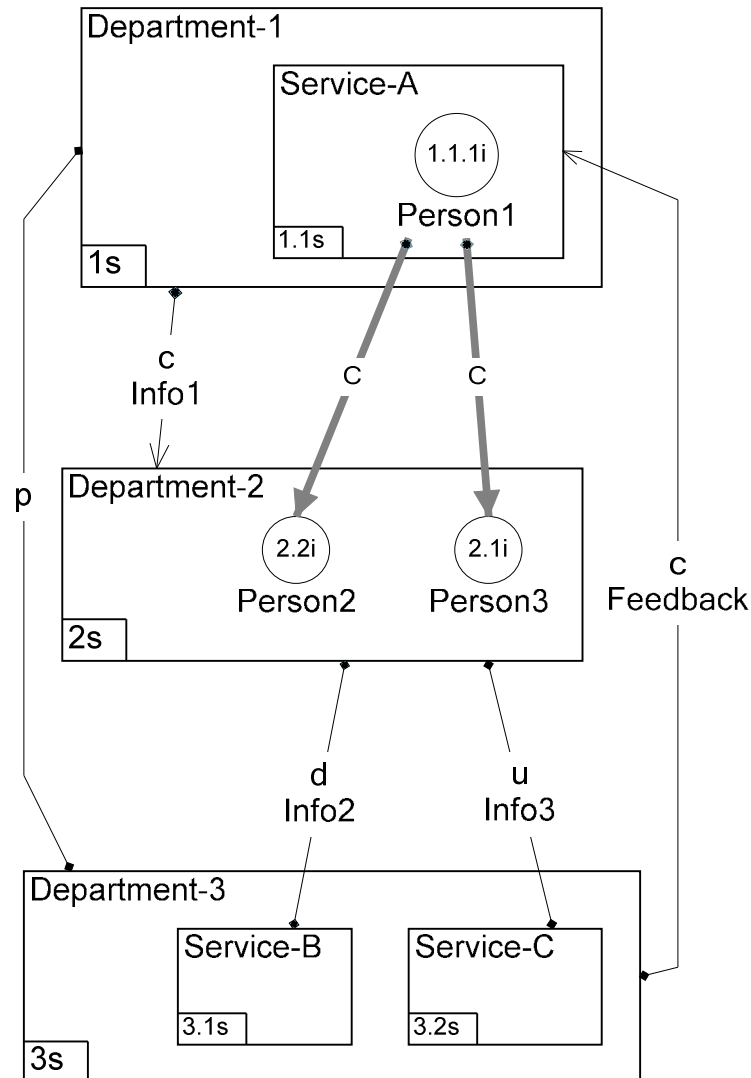 Department-1
Service-A
1.1.1i
Person1
1.1s
1s
c
Info1
C
C
p
Department-2
2.2i
2.1i
Person2
Person3
2s
c
Feedback
d
Info2
u
Info3
Department-3
Service-B
Service-C
3.1s
3.2s
3s